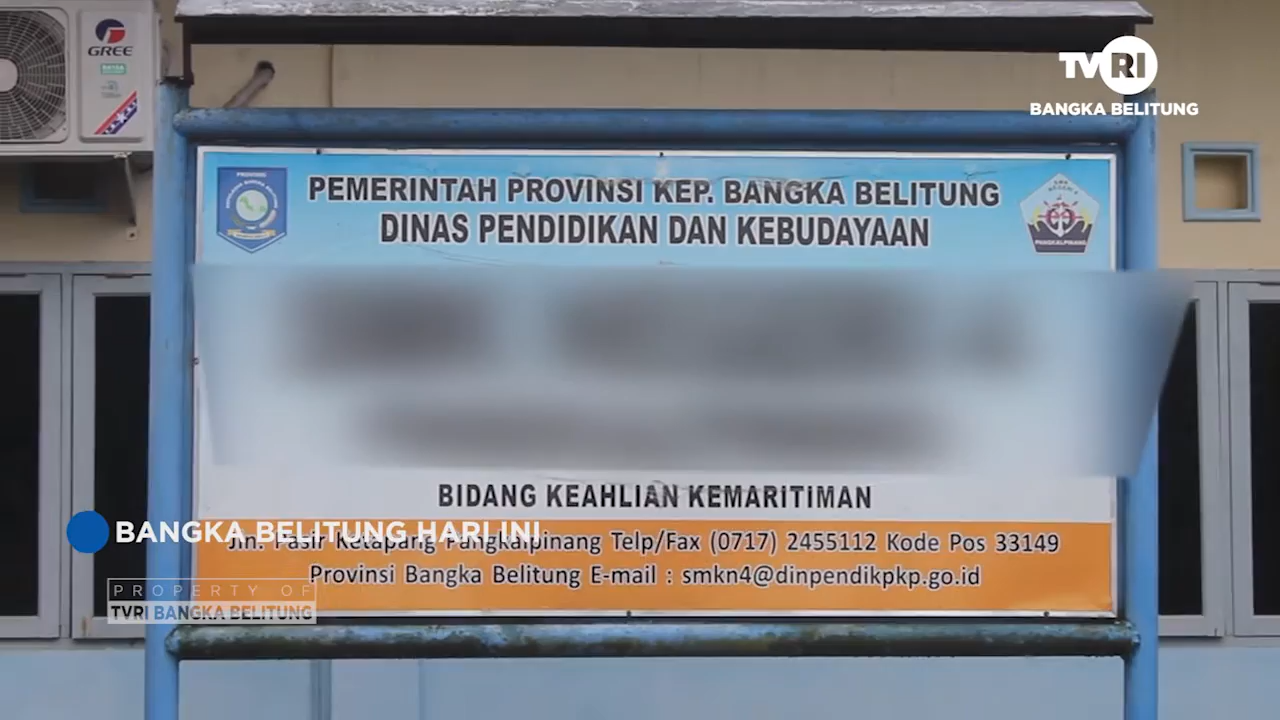 GREE
TVRI
BANGKA BELITUNG
PROVINSI
PEMERINTAH PROVINSI KEP. BANGKA BELITUNG
DINAS PENDIDIKAN DAN KEBUDAYAAN
PANGKALPINANG
BIDANG KEAHLIAN KEMARITIMAN
BANGKA BELITUNG HARI INI
Jln. Pasir Ketapang Pangkalpinang Telp/Fax (0717) 2455112 Kode Pos 33149
Provinsi Bangka Belitung E-mail : smkn4@dinpendikpkp.go.id
PROPERTY OF
TVRI BANGKA BELITUNG